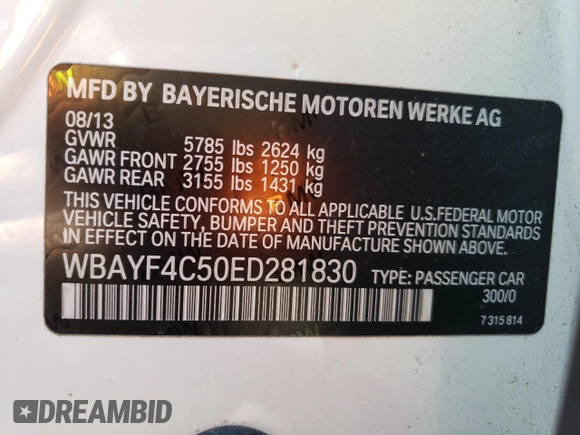 MFD BY BAYERISCHE MOTOREN WERKE AG
08/13
GVWR 5785 lbs 2624 kg
GAWR FRONT 2755 lbs 1250 kg
GAWR REAR 3155 lbs 1431 kg
THIS VEHICLE CONFORMS TO ALL APPLICABLE U.S.FEDERAL MOTOR
VEHICLE SAFETY, BUMPER AND THEFT PREVENTION STANDARDS IN
EFFECT ON THE DATE OF MANUFACTURE SHOWN ABOVE.
WBAYF4C50ED281830 TYPE: PASSENGER CAR
300/0
7 315 814
DREAMBID